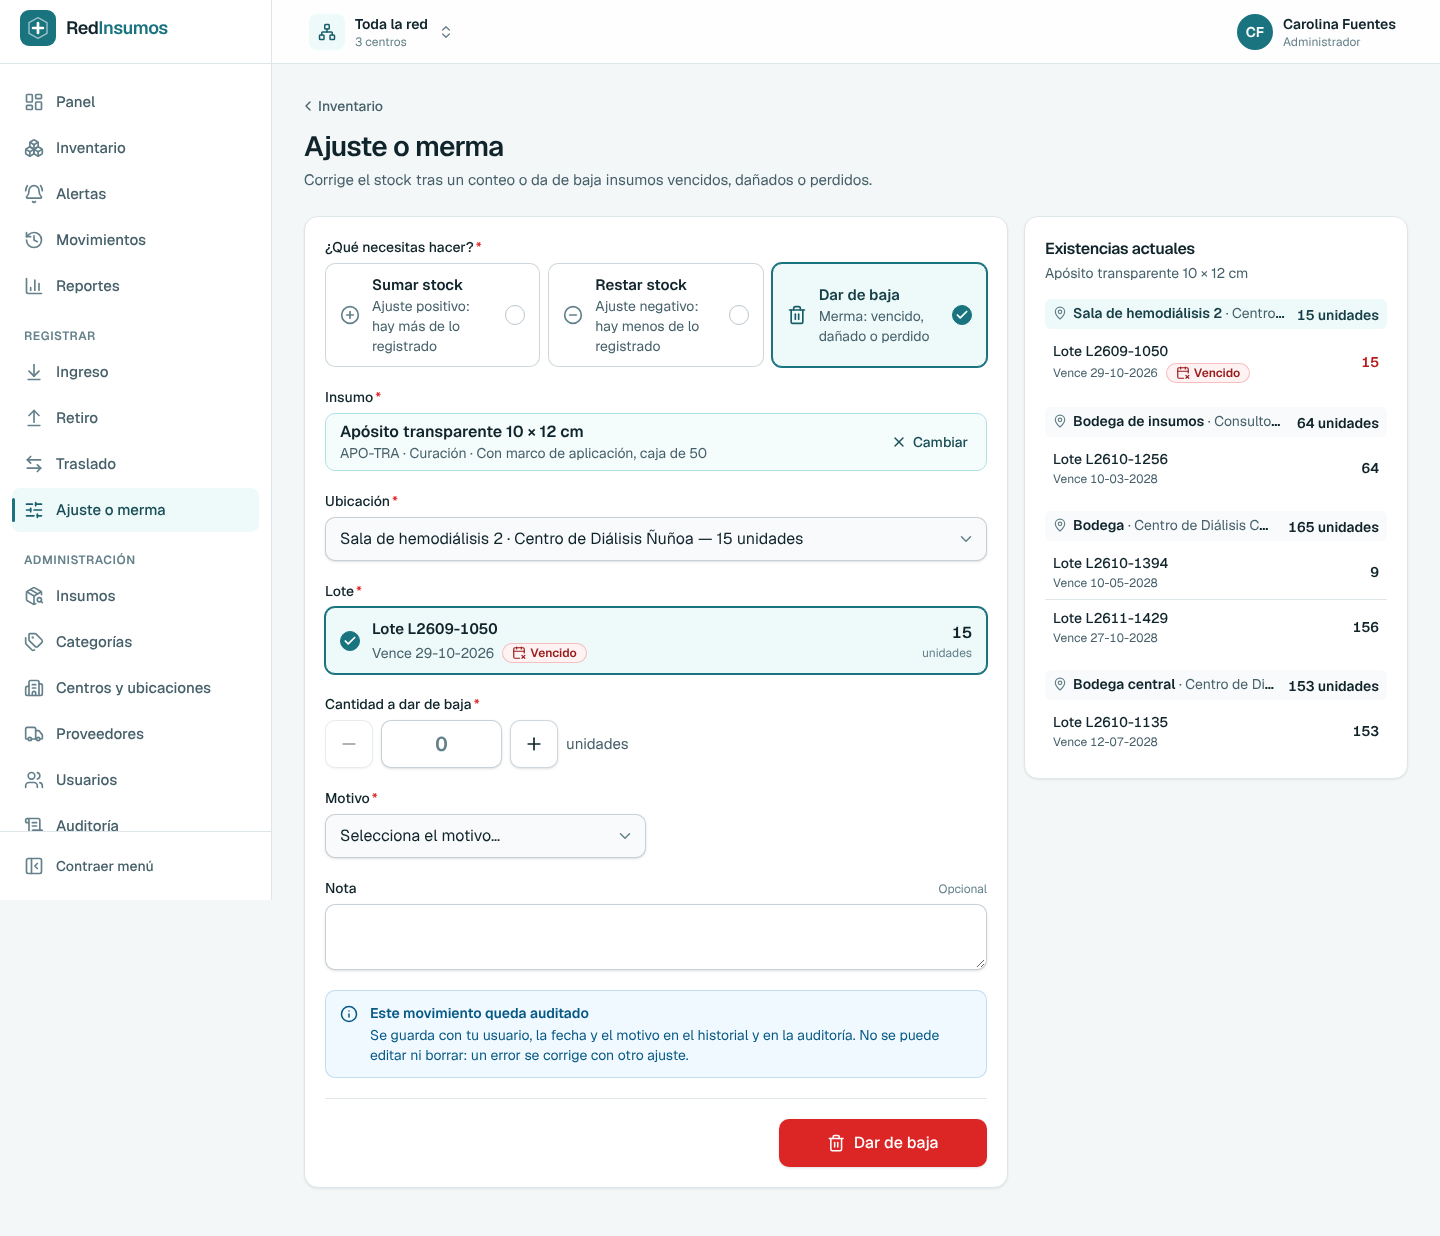 RedInsumos
Toda la red
3 centros
CF
Carolina Fuentes
Administrador
Panel
Inventario
Alertas
Movimientos
Reportes
REGISTRAR
Ingreso
Retiro
Traslado
Ajuste o merma
ADMINISTRACIÓN
Insumos
Categorías
Centros y ubicaciones
Proveedores
Usuarios
Auditoría
Contraer menú
Inventario
Ajuste o merma
Corrige el stock tras un conteo o da de baja insumos vencidos, dañados o perdidos.
¿Qué necesitas hacer?*
Sumar stock
Ajuste positivo:
hay más de lo
registrado
Restar stock
Ajuste negativo:
hay menos de lo
registrado
Dar de baja
Merma: vencido,
dañado o perdido
Insumo*
Apósito transparente 10 × 12 cm
APO-TRA · Curación · Con marco de aplicación, caja de 50
Cambiar
Ubicación*
Sala de hemodiálisis 2 · Centro de Diálisis Ñuñoa — 15 unidades
Lote*
Lote L2609-1050
Vence 29-10-2026 Vencido
15
unidades
Cantidad a dar de baja*
0
unidades
Motivo*
Selecciona el motivo...
Nota
Opcional
Este movimiento queda auditado
Se guarda con tu usuario, la fecha y el motivo en el historial y en la auditoría. No se puede
editar ni borrar: un error se corrige con otro ajuste.
Dar de baja
Existencias actuales
Apósito transparente 10 × 12 cm
Sala de hemodiálisis 2 · Centro... 15 unidades
Lote L2609-1050
Vence 29-10-2026 Vencido
15
Bodega de insumos · Consulto... 64 unidades
Lote L2610-1256
Vence 10-03-2028
64
Bodega · Centro de Diálisis C... 165 unidades
Lote L2610-1394
Vence 10-05-2028
9
Lote L2611-1429
Vence 27-10-2028
156
Bodega central · Centro de Di... 153 unidades
Lote L2610-1135
Vence 12-07-2028
153